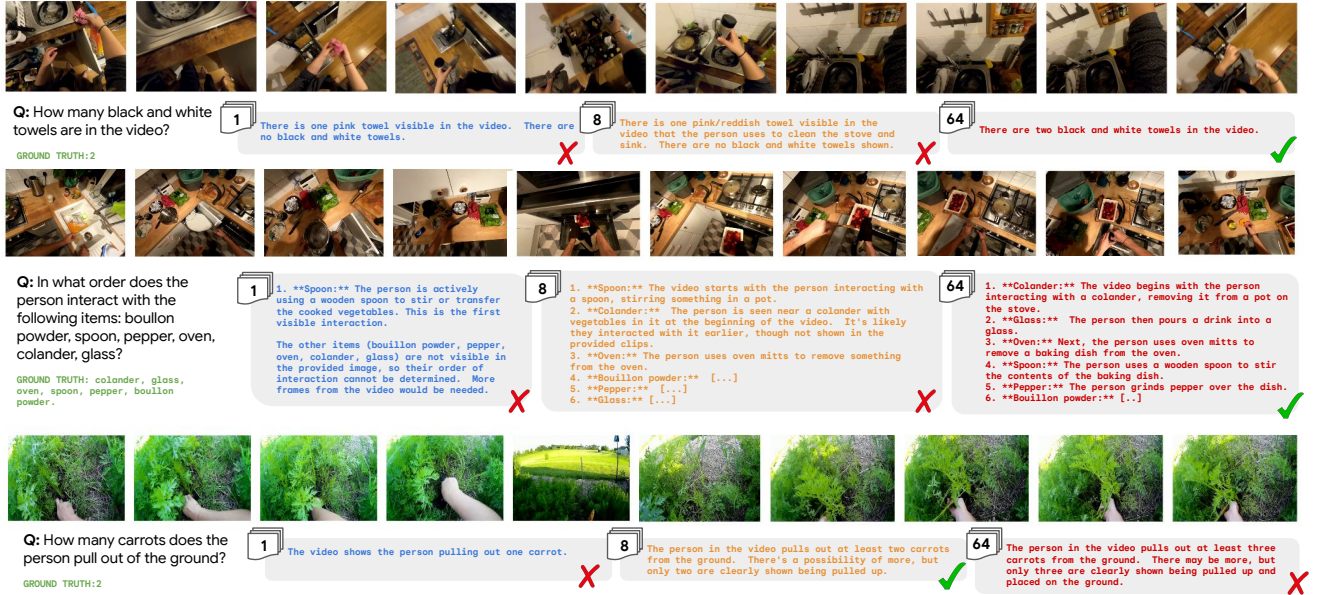 Q: How many black and white
towels are in the video?
GROUND TRUTH:2
1
There is one pink towel visible in the video.  There are
no black and white towels.
8
There is one pink/reddish towel visible in the
video that the person uses to clean the stove and
sink.  There are no black and white towels shown.
64
There are two black and white towels in the video.
Q: In what order does the
person interact with the
following items: boullon
powder, spoon, pepper, oven,
colander, glass?
GROUND TRUTH: colander, glass,
oven, spoon, pepper, boullon
powder.
1
1. **Spoon:** The person is actively
using a wooden spoon to stir or transfer
the cooked vegetables. This is the first
visible interaction.
The other items (bouillon powder, pepper,
oven, colander, glass) are not visible in
the provided image, so their order of
interaction cannot be determined.  More
frames from the video would be needed.
8
1. **Spoon:** The video starts with the person interacting with
a spoon, stirring something in a pot.
2. **Colander:**  The person is seen near a colander with
vegetables in it at the beginning of the video.  It's likely
they interacted with it earlier, though not shown in the
provided clips.
3. **Oven:** The person uses oven mitts to remove something
from the oven.
4. **Bouillon powder:**  [...]
5. **Pepper:**  [...]
6. **Glass:** [...]
64
1. **Colander:** The video begins with the person
interacting with a colander, removing it from a pot on
the stove.
2. **Glass:**  The person then pours a drink into a
glass.
3. **Oven:** Next, the person uses oven mitts to
remove a baking dish from the oven.
4. **Spoon:** The person uses a wooden spoon to stir
the contents of the baking dish.
5. **Pepper:** The person grinds pepper over the dish.
6. **Bouillon powder:** [..]
Q: How many carrots does the
person pull out of the ground?
GROUND TRUTH:2
1
The video shows the person pulling out one carrot.
8
The person in the video pulls out at least two carrots
from the ground.  There's a possibility of more, but
only two are clearly shown being pulled up.
64
The person in the video pulls out at least three
carrots from the ground.  There may be more, but
only three are clearly shown being pulled up and
placed on the ground.